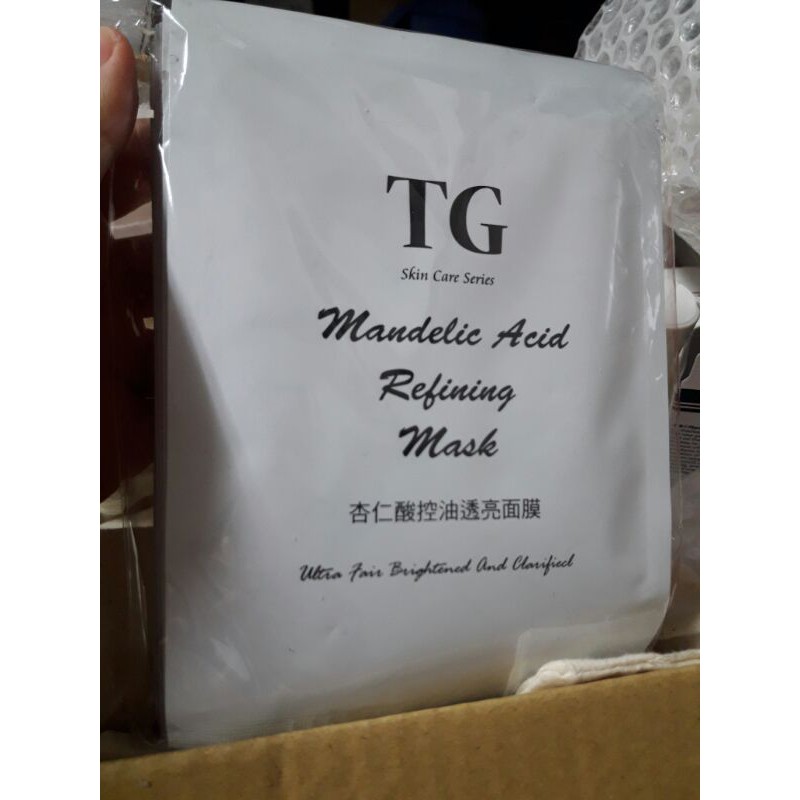 TG
Skin Care Series
Mandelic Acid
Refining
Mask
杏仁酸控油透亮面膜
Ultra Fair Brightened And Clarifiecl